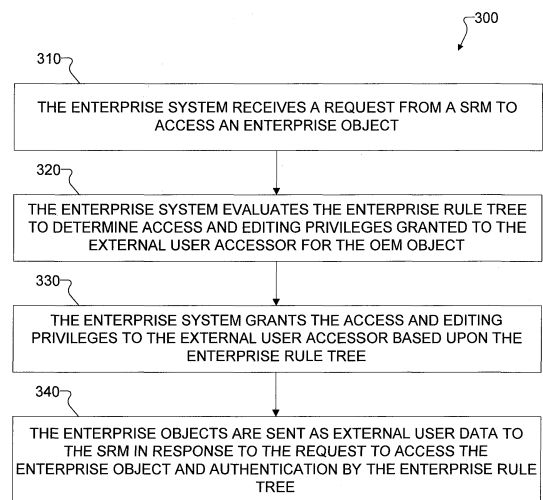 300
310
THE ENTERPRISE SYSTEM RECEIVES A REQUEST FROM A SRM TO
ACCESS AN ENTERPRISE OBJECT
320
THE ENTERPRISE SYSTEM EVALUATES THE ENTERPRISE RULE TREE
TO DETERMINE ACCESS AND EDITING PRIVILEGES GRANTED TO THE
EXTERNAL USER ACCESSOR FOR THE OEM OBJECT
330
THE ENTERPRISE SYSTEM GRANTS THE ACCESS AND EDITING
PRIVILEGES TO THE EXTERNAL USER ACCESSOR BASED UPON THE
ENTERPRISE RULE TREE
340
THE ENTERPRISE OBJECTS ARE SENT AS EXTERNAL USER DATA TO
THE SRM IN RESPONSE TO THE REQUEST TO ACCESS THE
ENTERPRISE OBJECT AND AUTHENTICATION BY THE ENTERPRISE RULE
TREE